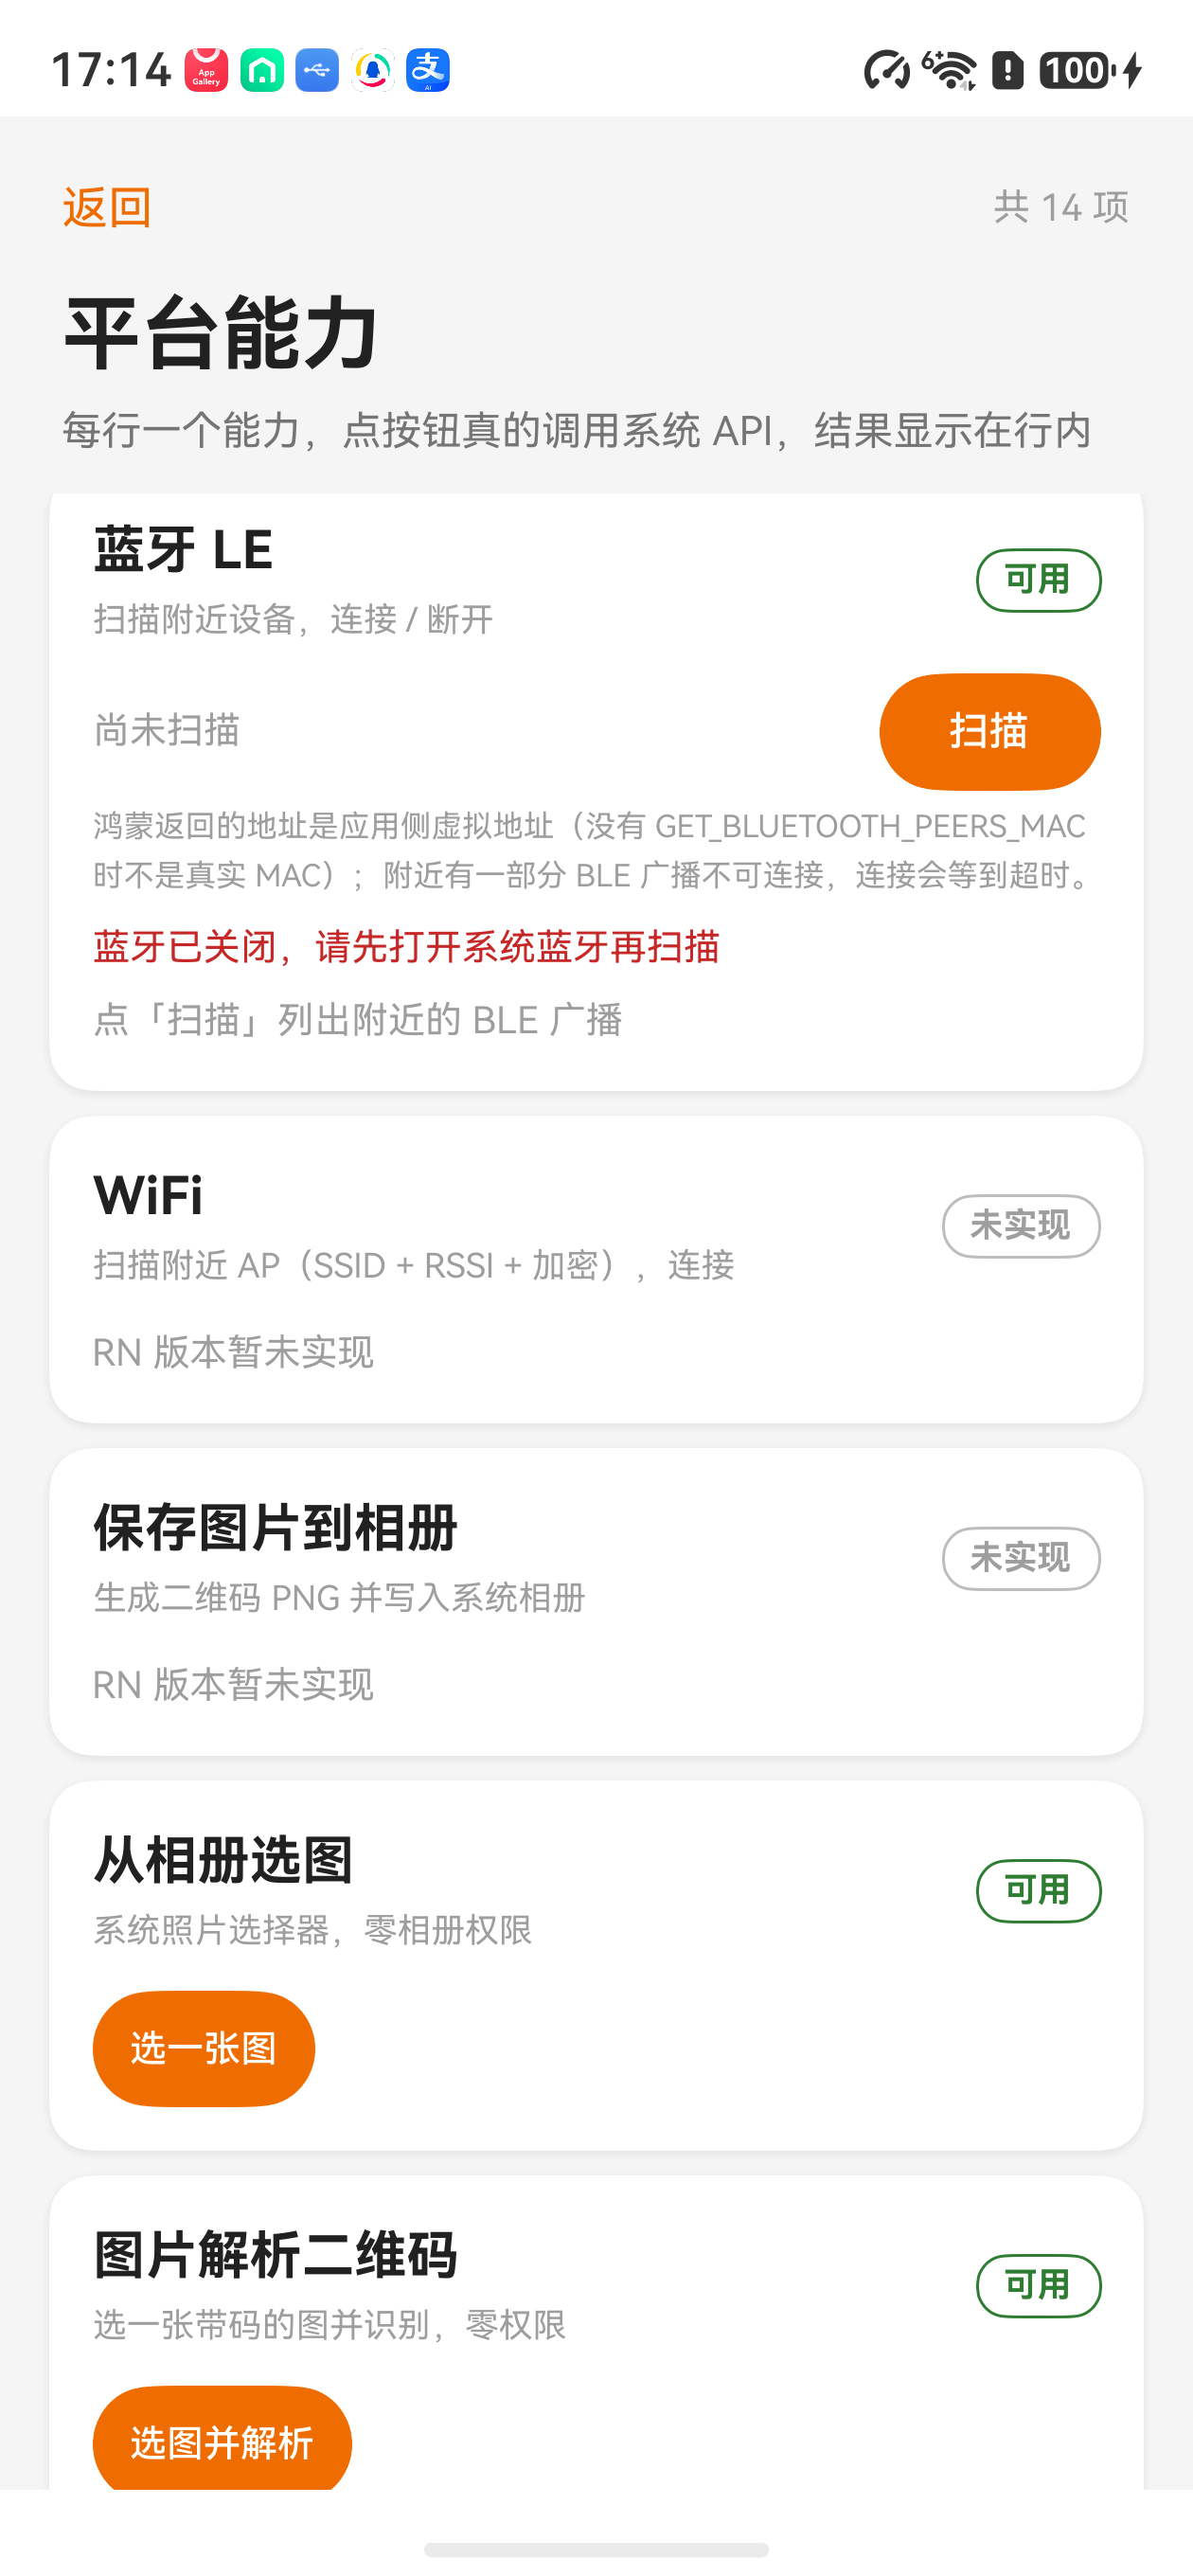 17:14
App Gallery
支
AI
6+
100
返回
共 14 项
平台能力
每行一个能力，点按钮真的调用系统 API，结果显示在行内
蓝牙 LE
可用
扫描附近设备，连接 / 断开
尚未扫描
扫描
鸿蒙返回的地址是应用侧虚拟地址（没有 GET_BLUETOOTH_PEERS_MAC
时不是真实 MAC）；附近有一部分 BLE 广播不可连接，连接会等到超时。
蓝牙已关闭，请先打开系统蓝牙再扫描
点「扫描」列出附近的 BLE 广播
WiFi
未实现
扫描附近 AP（SSID + RSSI + 加密），连接
RN 版本暂未实现
保存图片到相册
未实现
生成二维码 PNG 并写入系统相册
RN 版本暂未实现
从相册选图
可用
系统照片选择器，零相册权限
选一张图
图片解析二维码
可用
选一张带码的图并识别，零权限
选图并解析